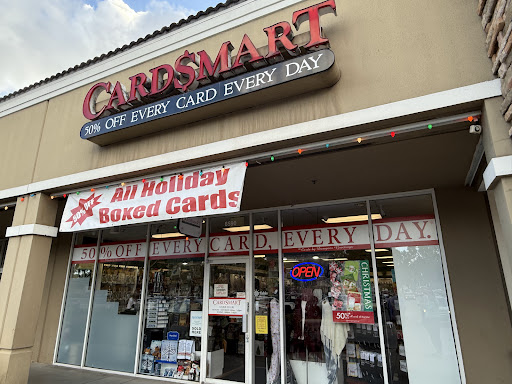 CARD$MART
50% OFF EVERY CARD EVERY DAY
All Holiday
Boxed Cards
50% OFF EVERY CARD, EVERY DAY.
OPEN
CHRISTMAS
CARDSMART
50%